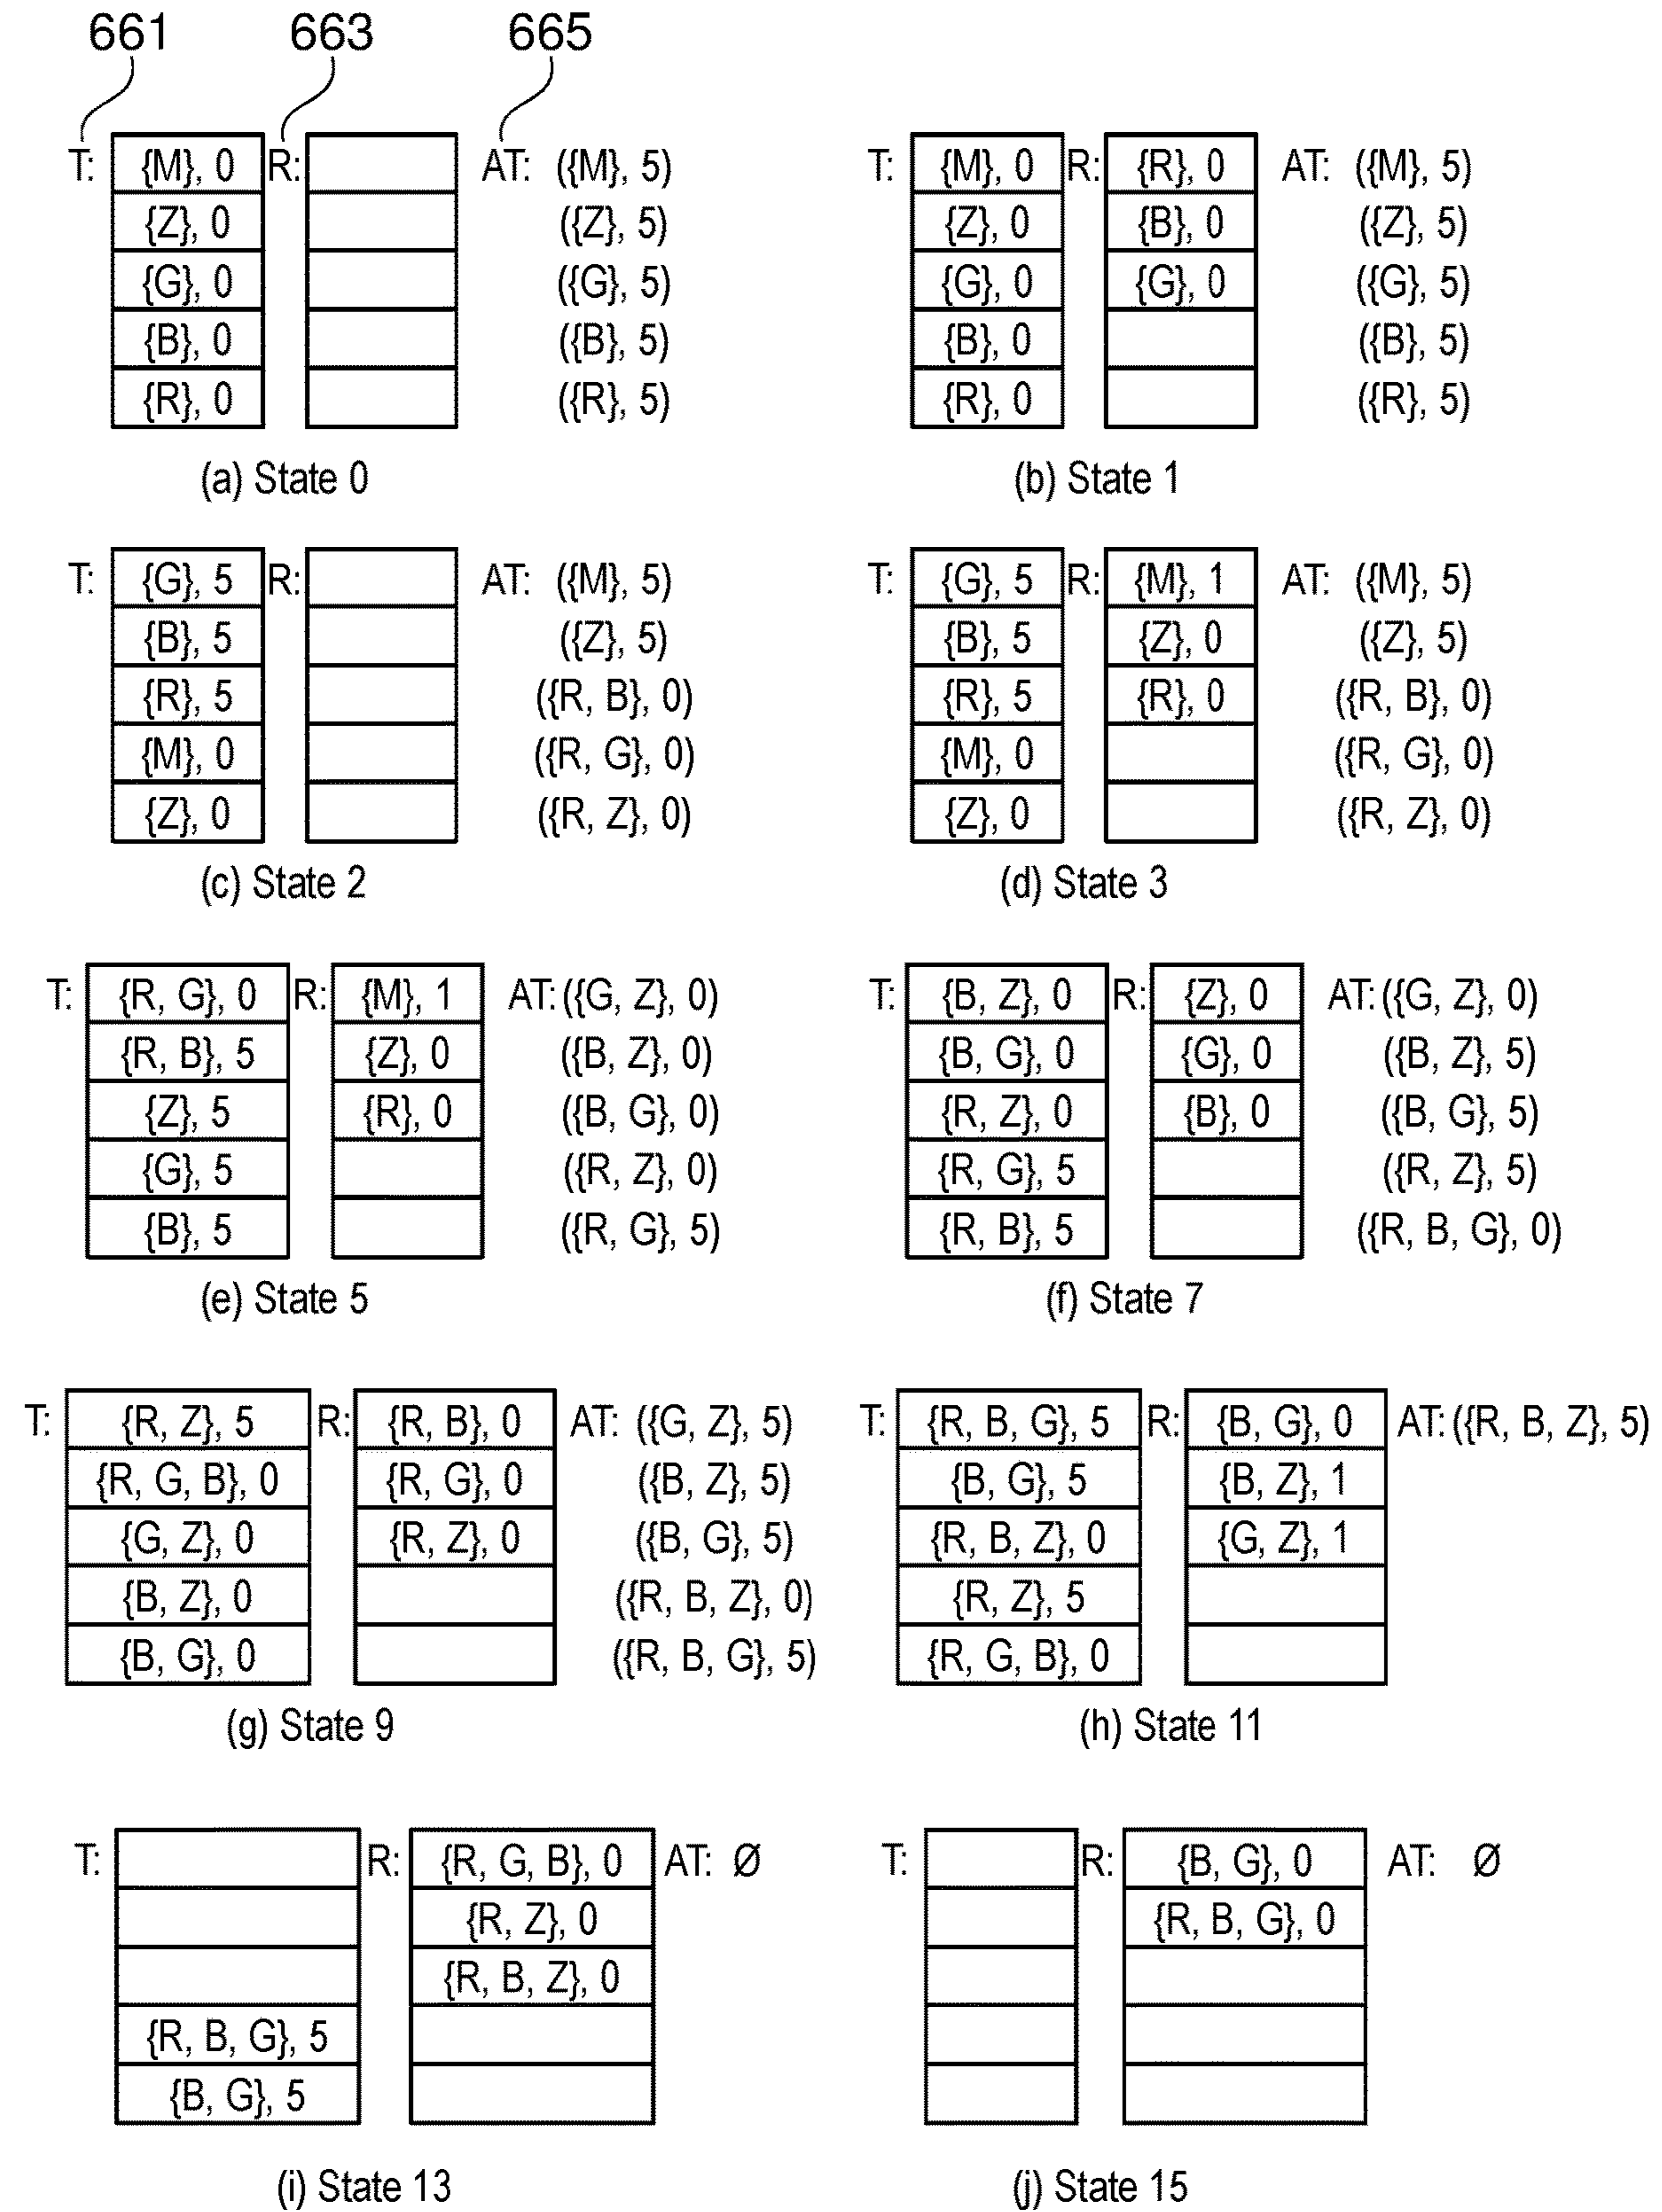 661 663 665
T: {M}, 0 R: AT: ({M}, 5)
{Z}, 0 ({Z}, 5)
{G}, 0 ({G}, 5)
{B}, 0 ({B}, 5)
{R}, 0 ({R}, 5)
(a) State 0
T: {M}, 0 R: {R}, 0 AT: ({M}, 5)
{Z}, 0 {B}, 0 ({Z}, 5)
{G}, 0 {G}, 0 ({G}, 5)
{B}, 0 ({B}, 5)
{R}, 0 ({R}, 5)
(b) State 1
T: {G}, 5 R: AT: ({M}, 5)
{B}, 5 ({Z}, 5)
{R}, 5 ({R, B}, 0)
{M}, 0 ({R, G}, 0)
{Z}, 0 ({R, Z}, 0)
(c) State 2
T: {G}, 5 R: {M}, 1 AT: ({M}, 5)
{B}, 5 {Z}, 0 ({Z}, 5)
{R}, 5 {R}, 0 ({R, B}, 0)
{M}, 0 ({R, G}, 0)
{Z}, 0 ({R, Z}, 0)
(d) State 3
T: {R, G}, 0 R: {M}, 1 AT: ({G, Z}, 0)
{R, B}, 5 {Z}, 0 ({B, Z}, 0)
{Z}, 5 {R}, 0 ({B, G}, 0)
{G}, 5 ({R, Z}, 0)
{B}, 5 ({R, G}, 5)
(e) State 5
T: {B, Z}, 0 R: {Z}, 0 AT: ({G, Z}, 0)
{B, G}, 0 {G}, 0 ({B, Z}, 5)
{R, Z}, 0 {B}, 0 ({B, G}, 5)
{R, G}, 5 ({R, Z}, 5)
{R, B}, 5 ({R, B, G}, 0)
(f) State 7
T: {R, Z}, 5 R: {R, B}, 0 AT: ({G, Z}, 5)
{R, G, B}, 0 {R, G}, 0 ({B, Z}, 5)
{G, Z}, 0 {R, Z}, 0 ({B, G}, 5)
{B, Z}, 0 ({R, B, Z}, 0)
{B, G}, 0 ({R, B, G}, 5)
(g) State 9
T: {R, B, G}, 5 R: {B, G}, 0 AT: ({R, B, Z}, 5)
{B, G}, 5 {B, Z}, 1
{R, B, Z}, 0 {G, Z}, 1
{R, Z}, 5
{R, G, B}, 0
(h) State 11
T: R: {R, G, B}, 0 AT: Ø
{R, Z}, 0
{R, B, Z}, 0
{R, B, G}, 5
{B, G}, 5
(i) State 13
T: R: {B, G}, 0 AT: Ø
{R, B, G}, 0
(j) State 15